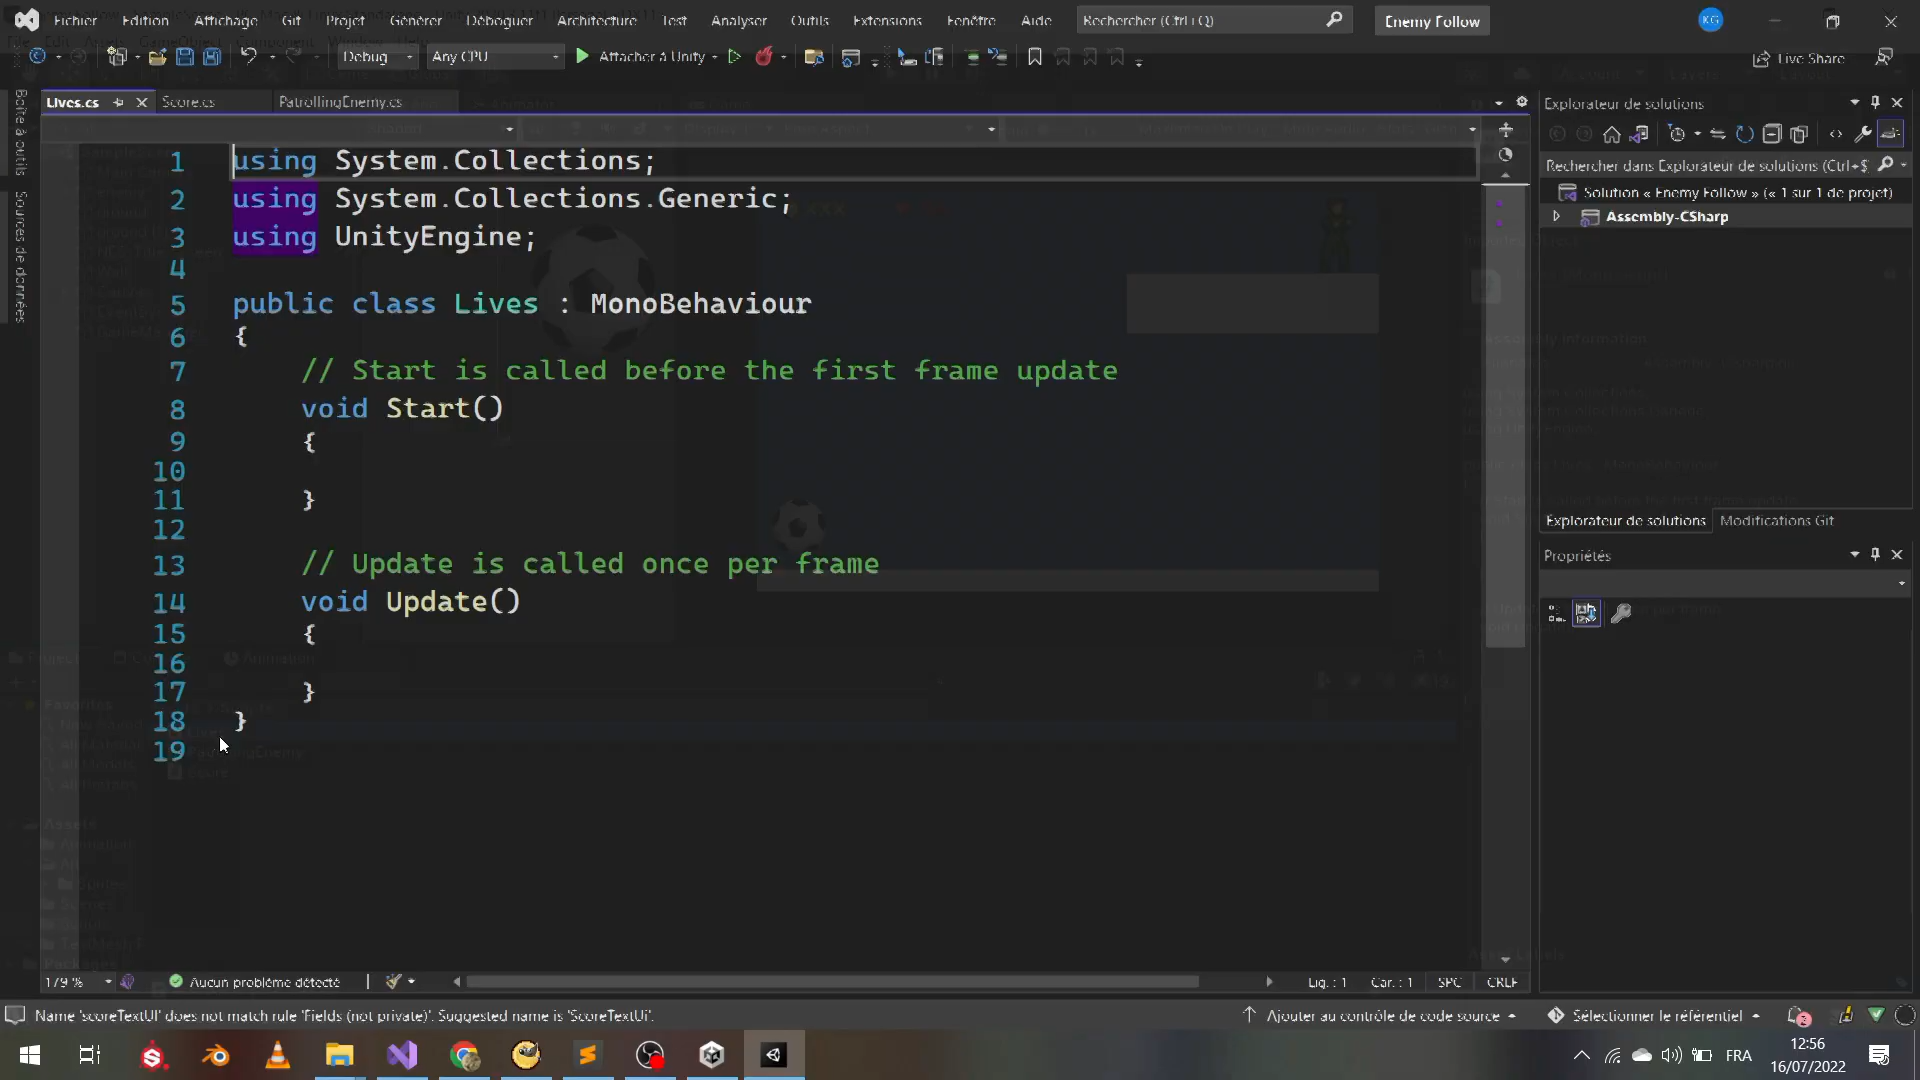 Fichier Edition Affichage Git Projet Générer Déboguer Architecture Test Analyser Outils Extensions Fenêtre Aide Rechercher (Ctrl+Q) Enemy Follow KG
Debug Any CPU Attacher à Unity Live Share
Boîte à outils
Sources de données
Lives.cs Score.cs PatrollingEnemy.cs
1 using System.Collections;
2 using System.Collections.Generic;
3 using UnityEngine;
4
5 public class Lives : MonoBehaviour
6 {
7 // Start is called before the first frame update
8 void Start()
9 {
10
11 }
12
13 // Update is called once per frame
14 void Update()
15 {
16
17 }
18 }
19
Explorateur de solutions
Rechercher dans Explorateur de solutions (Ctrl+$
Solution « Enemy Follow » (« 1 sur 1 de projet)
Assembly-CSharp
Explorateur de solutions Modifications Git
Propriétés
179 % Aucun problème détecté Lig. : 1 Car. : 1 SPC CRLF
Name 'scoreTextUI' does not match rule 'Fields (not private)'. Suggested name is 'ScoreTextUi'.
Ajouter au contrôle de code source Sélectionner le référentiel 2
FRA
12:56
16/07/2022